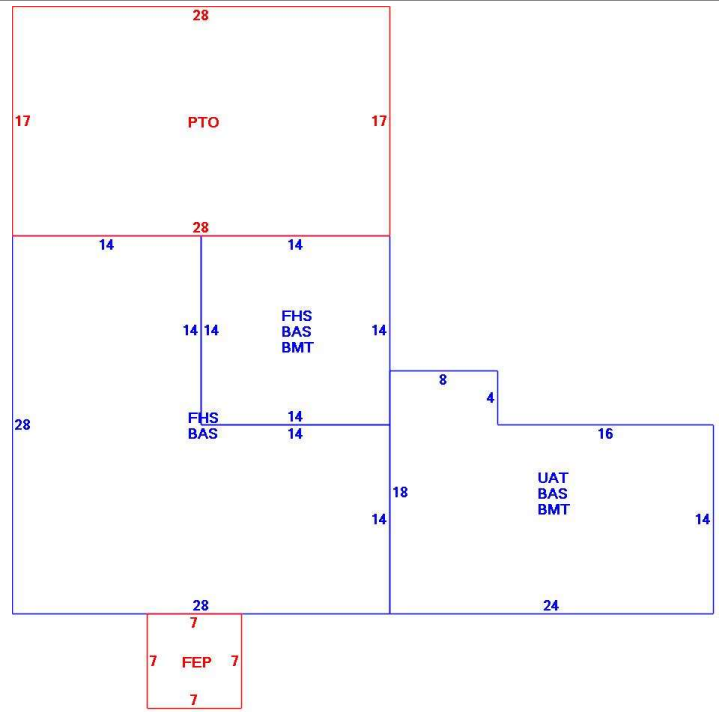 28
17 PTO 17
28
14 14
FHS
14 14 BAS 14
BMT
8
4
14
FHS
28 BAS 14 16
UAT
18 BAS
BMT
14 14
28 24
7
7 FEP 7
7